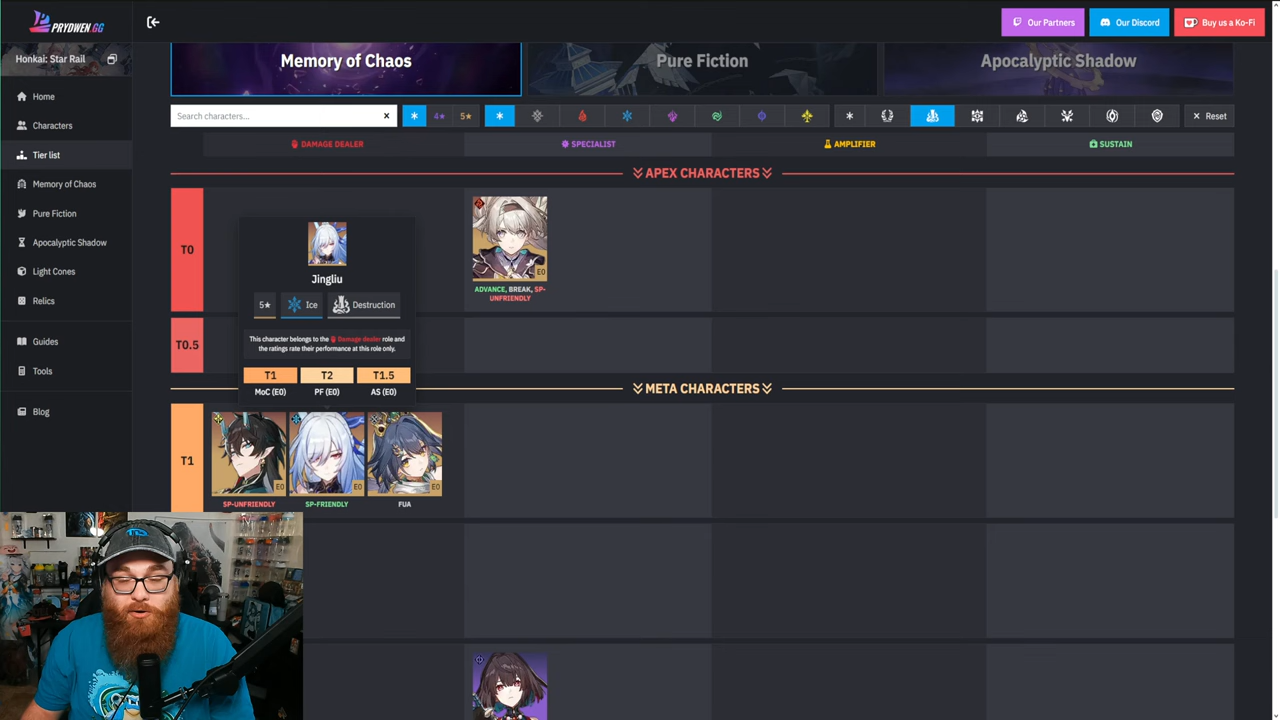 PRYDWEN.GG
Our Partners
Our Discord
Buy us a Ko-Fi
Honkai: Star Rail
Home
Characters
Tier list
Memory of Chaos
Pure Fiction
Apocalyptic Shadow
Light Cones
Relics
Guides
Tools
Blog
Memory of Chaos
Pure Fiction
Apocalyptic Shadow
Search characters...
4★
5★
Reset
DAMAGE DEALER
SPECIALIST
AMPLIFIER
SUSTAIN
APEX CHARACTERS
T0
E0
ADVANCE, BREAK, SP-
UNFRIENDLY
Jingliu
5★
Ice
Destruction
This character belongs to the Damage dealer role and
the ratings rate their performance at this role only.
T1
T2
T1.5
MoC (E0)
PF (E0)
AS (E0)
T0.5
META CHARACTERS
T1
E0
E0
E0
SP-UNFRIENDLY
SP-FRIENDLY
FUA